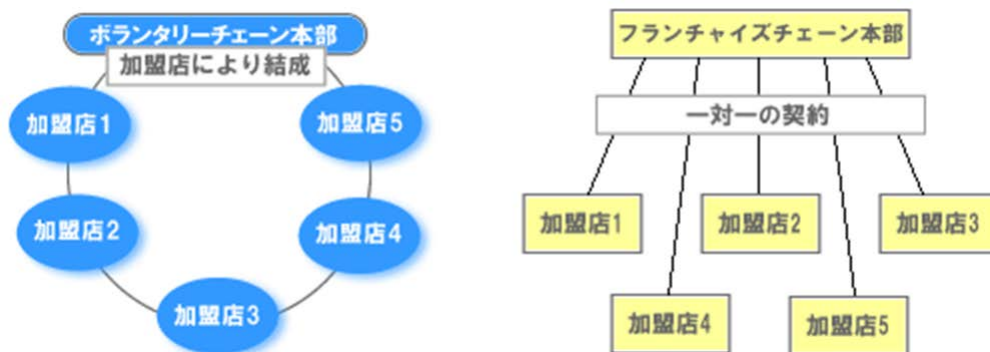 ボランタリーチェーン本部
加盟店により結成
加盟店1
加盟店5
加盟店2
加盟店4
加盟店3
フランチャイズチェーン本部
一対一の契約
加盟店1
加盟店2
加盟店3
加盟店4
加盟店5